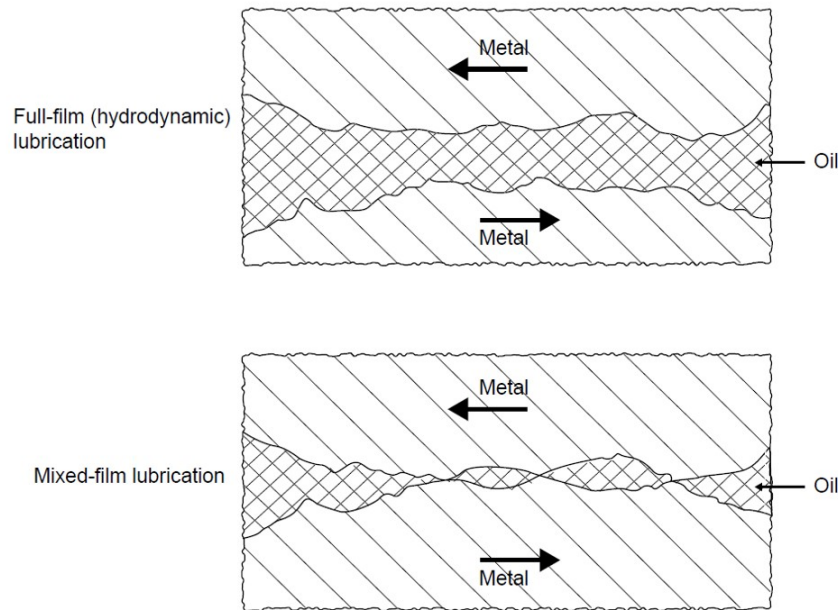 Metal
Full-film (hydrodynamic)
lubrication
Oil
Metal
Metal
Mixed-film lubrication
Oil
Metal